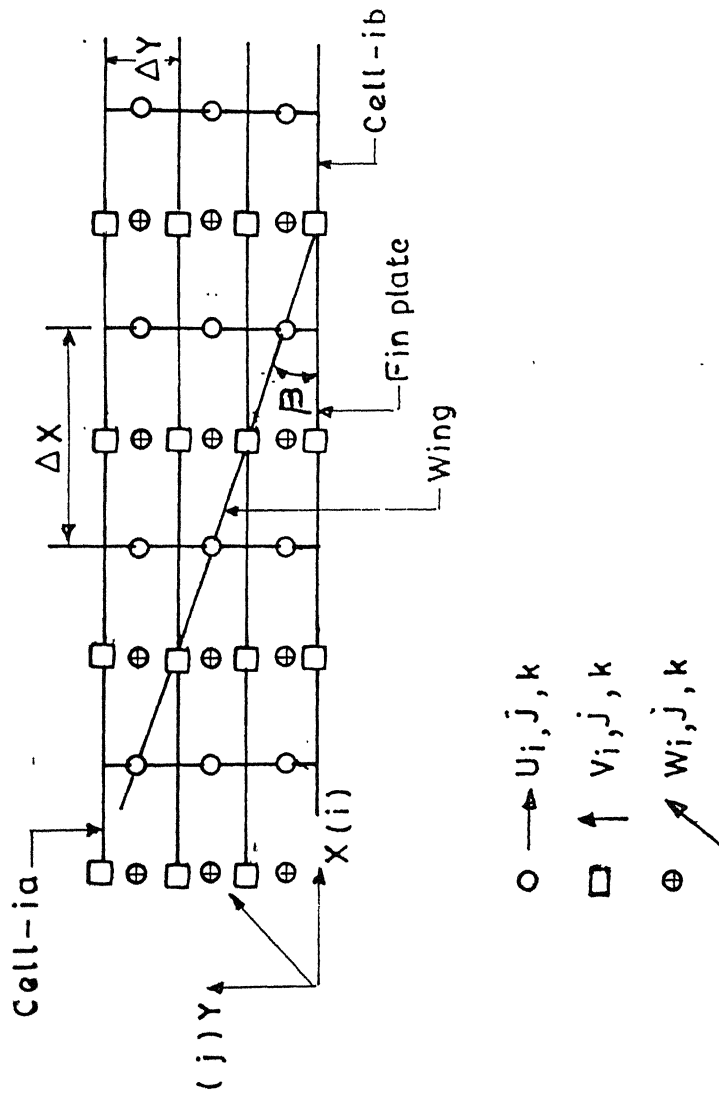 Cell-ia
ΔX
ΔY
(j) Y
X (i)
β
Wing
Fin plate
Cell-ib
U i,j,k
V i,j,k
W i,j,k